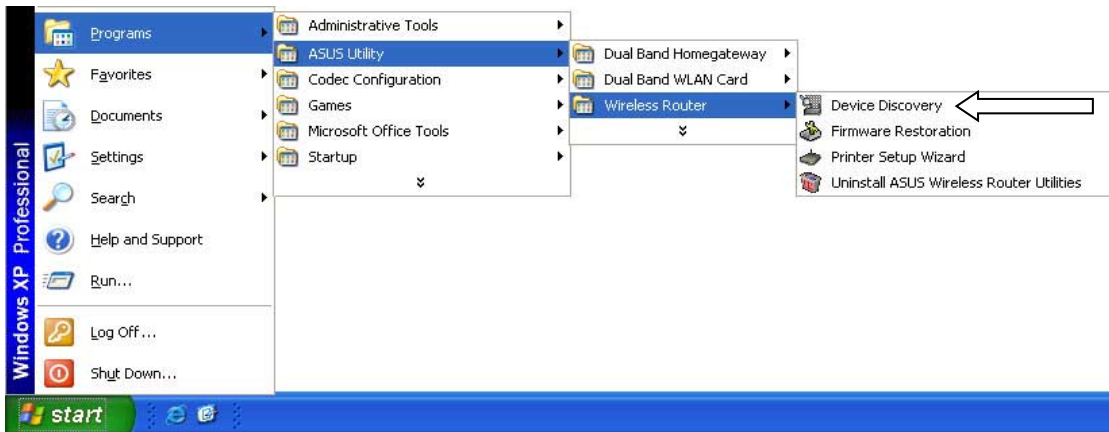 Programs
Favorites
Documents
Settings
Search
Help and Support
Run...
Log Off...
Shut Down...
Windows XP Professional
start
Administrative Tools
ASUS Utility
Codec Configuration
Games
Microsoft Office Tools
Startup
Dual Band Homegateway
Dual Band WLAN Card
Wireless Router
Device Discovery
Firmware Restoration
Printer Setup Wizard
Uninstall ASUS Wireless Router Utilities